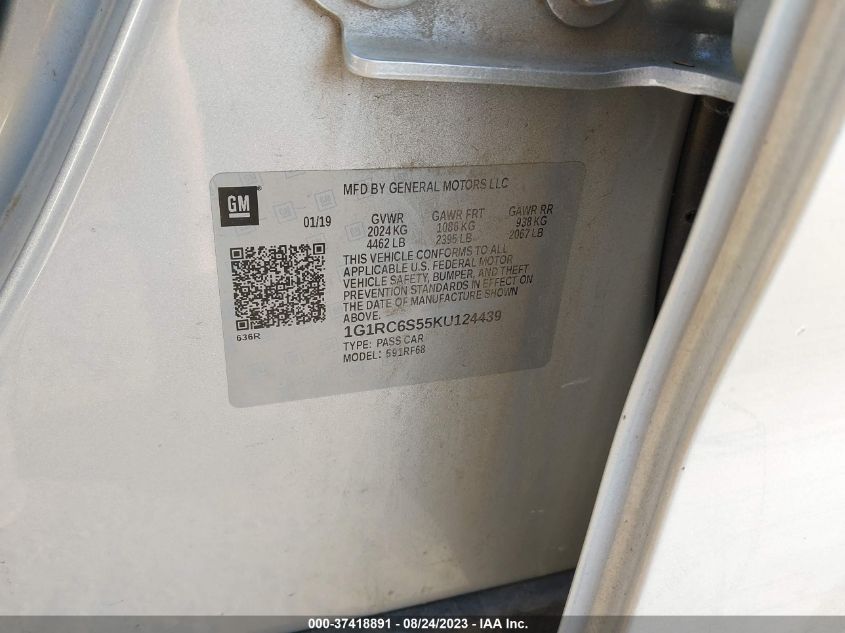 GM
MFD BY GENERAL MOTORS LLC
01/19 GVWR GAWR FRT GAWR RR
2024 KG 1086 KG 938 KG
4462 LB 2395 LB 2067 LB
THIS VEHICLE CONFORMS TO ALL
APPLICABLE U.S. FEDERAL MOTOR
VEHICLE SAFETY, BUMPER, AND THEFT
PREVENTION STANDARDS IN EFFECT ON
THE DATE OF MANUFACTURE SHOWN
ABOVE.
1G1RC6S55KU124439
TYPE: PASS CAR
MODEL: 591RF68
636R
000-37418891 - 08/24/2023 - IAA Inc.